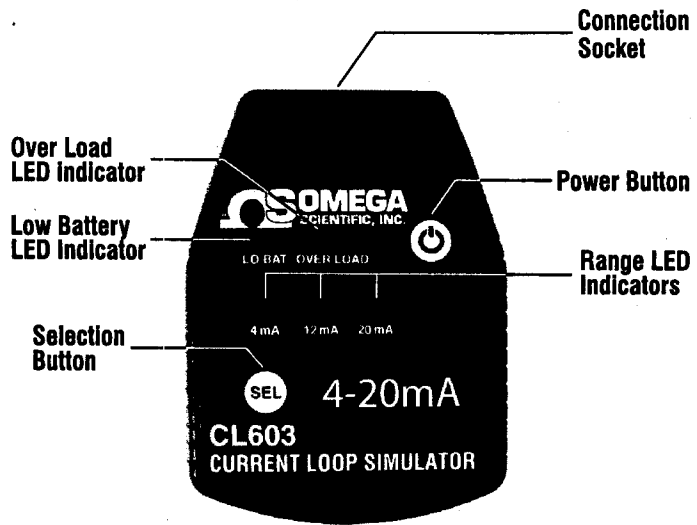 Connection
Socket
Over Load
LED indicator
SOMEGA
SCIENTIFIC, INC.
Power Button
Low Battery
LED Indicator
LO BAT OVER LOAD
Range LED
Indicators
4 mA 12 mA 20 mA
Selection
Button
SEL
4-20mA
CL603
CURRENT LOOP SIMULATOR